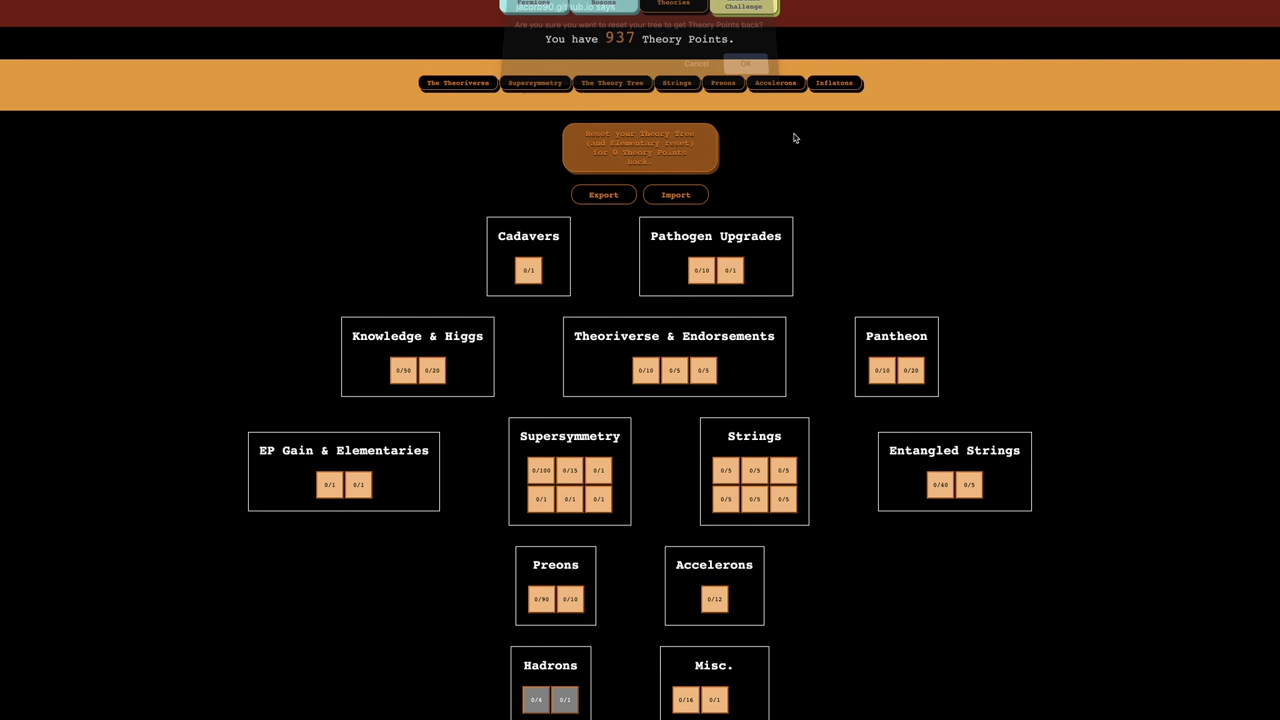 Fermions Bosons Theories
Challenge
jacorb90.github.io says
Are you sure you want to reset your tree to get Theory Points back?
You have 937 Theory Points.
Cancel OK
The Theoriverse Supersymmetry The Theory Tree Strings Preons Accelerons Inflatons
Reset your Theory Tree
(and Elementary reset)
for 0 Theory Points
back.
Export Import
Cadavers Pathogen Upgrades
0/1 0/10 0/1
Knowledge & Higgs Theoriverse & Endorsements Pantheon
0/50 0/20 0/10 0/5 0/5 0/10 0/20
Supersymmetry Strings
EP Gain & Elementaries Entangled Strings
0/100 0/15 0/1 0/5 0/5 0/5
0/1 0/1 0/40 0/5
0/1 0/1 0/1 0/5 0/5 0/5
Preons Accelerons
0/90 0/10 0/12
Hadrons Misc.
0/4 0/1 0/16 0/1